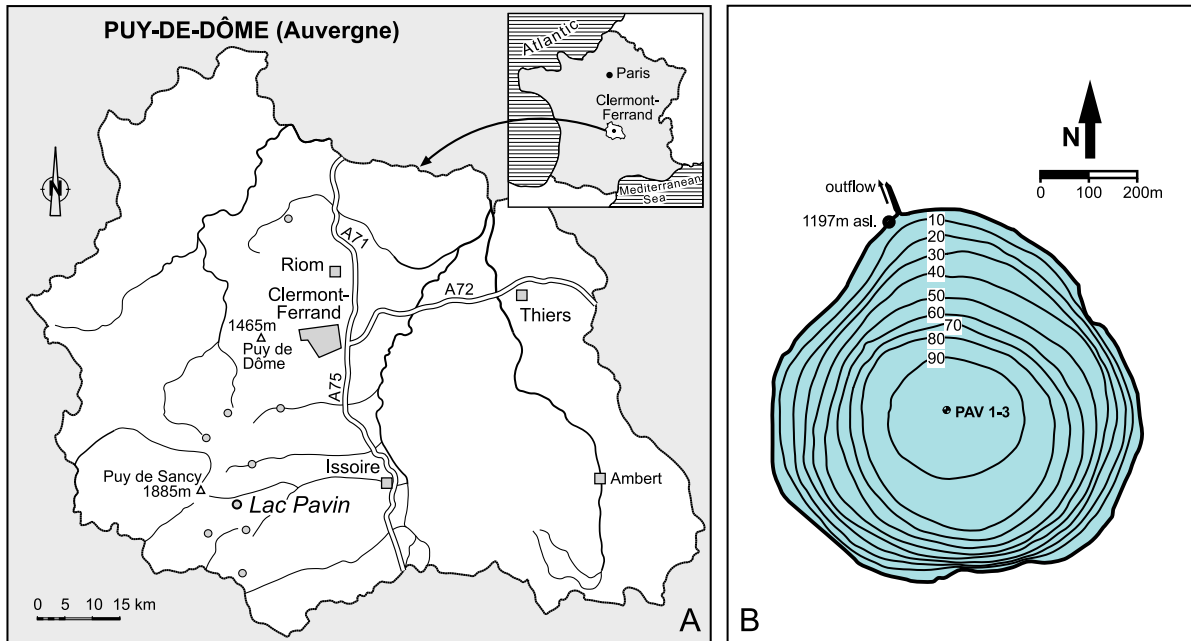 PUY-DE-DÔME (Auvergne)
Atlantic
Paris
Clermont-
Ferrand
Mediterranean
Sea
N
A71
Riom
Clermont-
Ferrand
A72
Thiers
1465m
Puy de
Dôme
A75
Puy de Sancy
1885m
Issoire
Lac Pavin
Ambert
0 5 10 15 km
A
N
0 100 200m
outflow
1197m asl.
10
20
30
40
50
60
70
80
90
PAV 1-3
B